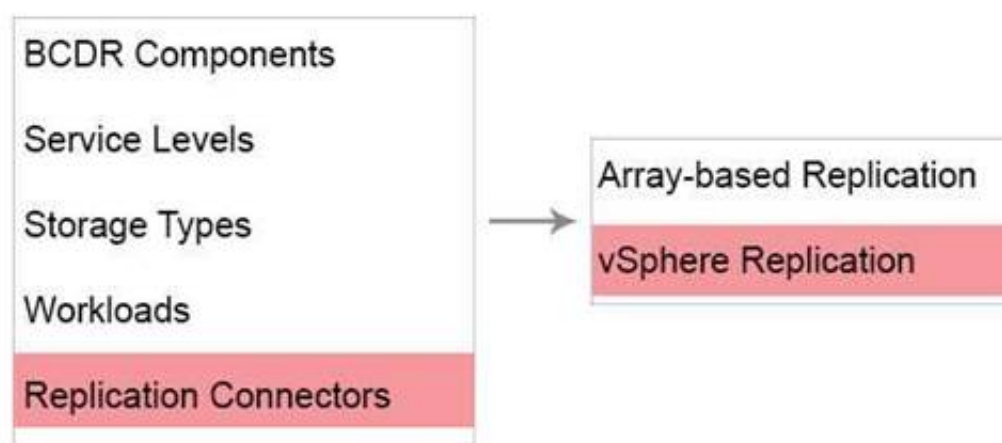 BCDR Components
Service Levels
Storage Types
Workloads
Replication Connectors
Array-based Replication
vSphere Replication